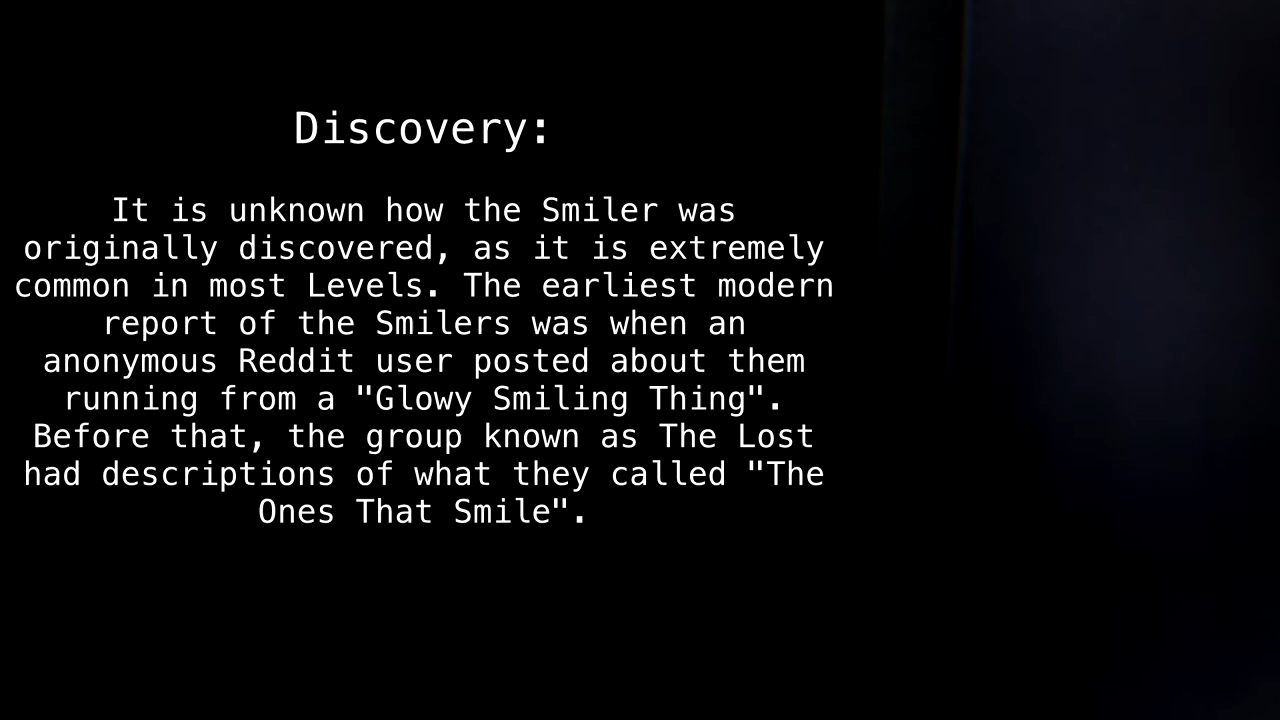 Discovery:
It is unknown how the Smiler was
originally discovered, as it is extremely
common in most Levels. The earliest modern
report of the Smilers was when an
anonymous Reddit user posted about them
running from a "Glowy Smiling Thing".
Before that, the group known as The Lost
had descriptions of what they called "The
Ones That Smile".